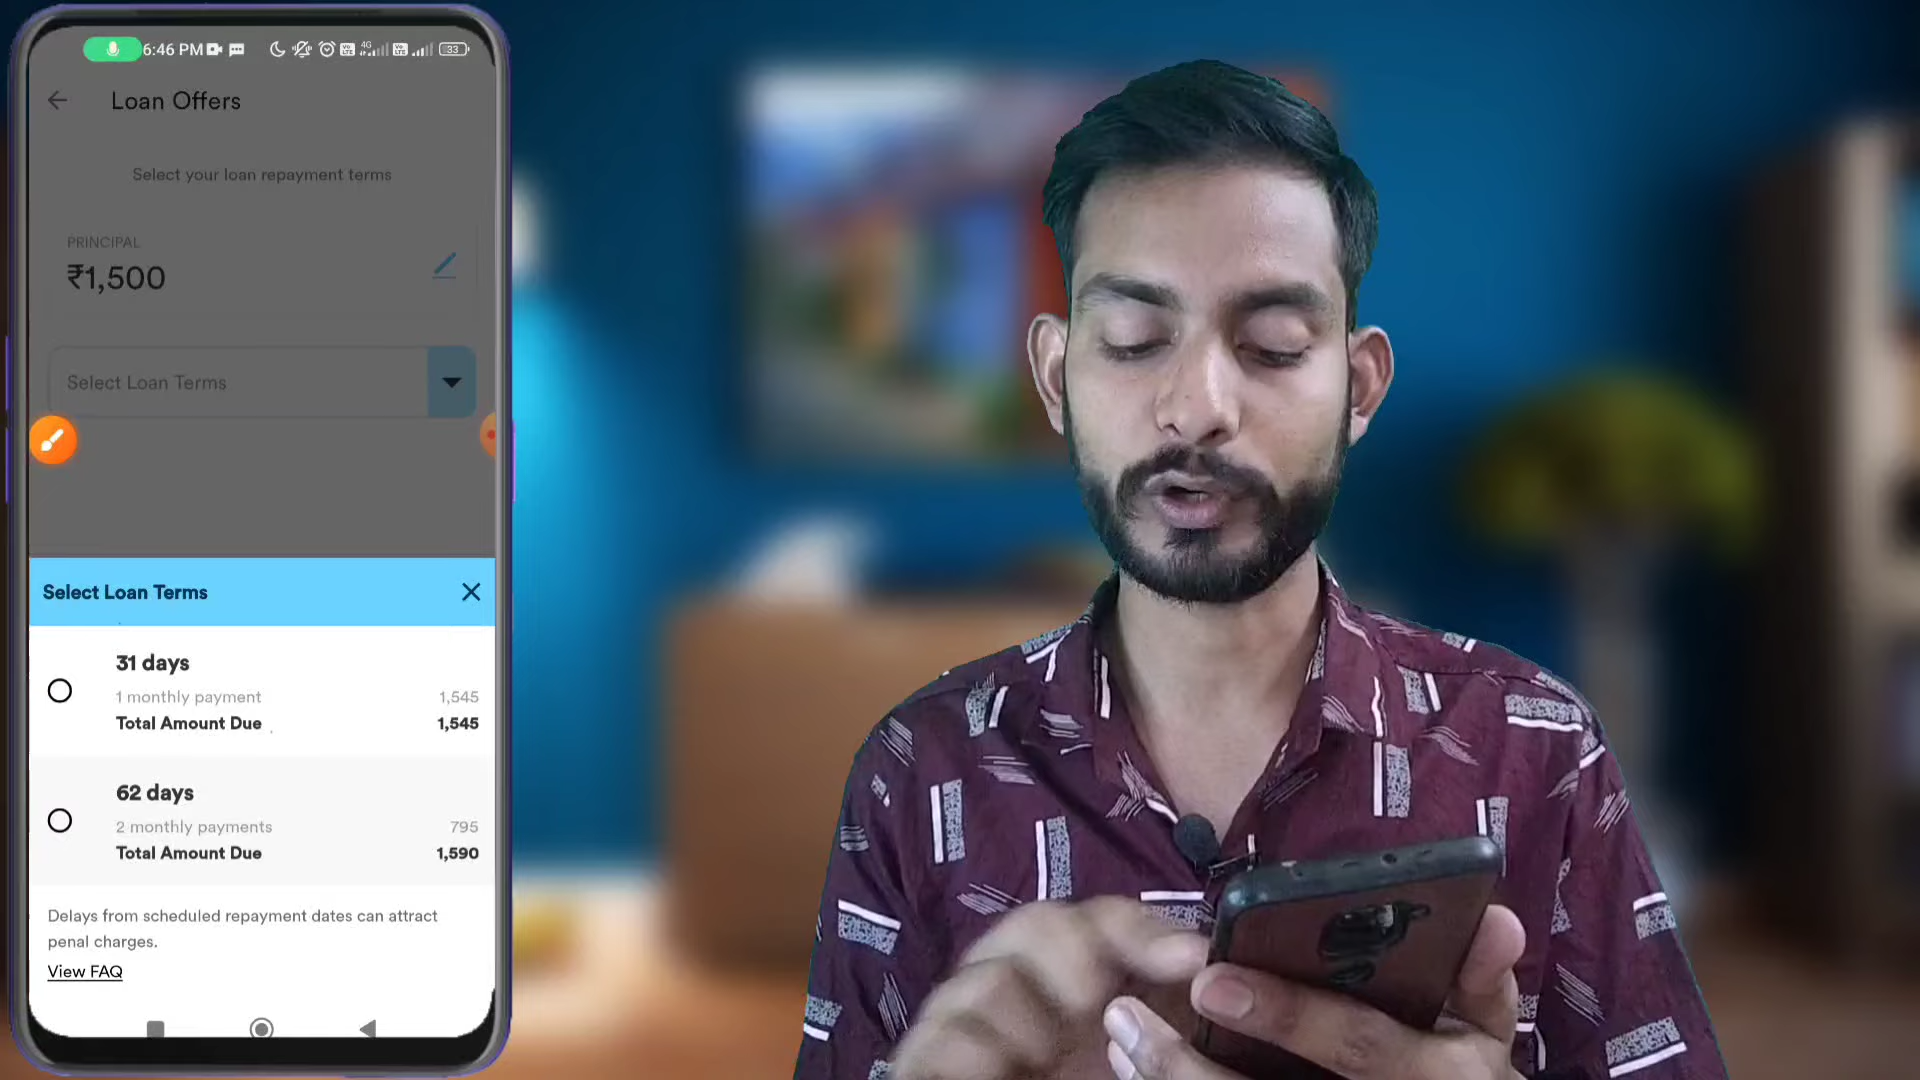 6:46 PM
4G
33
Loan Offers
Select your loan repayment terms
PRINCIPAL
₹1,500
Select Loan Terms
Select Loan Terms
31 days
1 monthly payment 1,545
Total Amount Due 1,545
62 days
2 monthly payments 795
Total Amount Due 1,590
Delays from scheduled repayment dates can attract
penal charges.
View FAQ